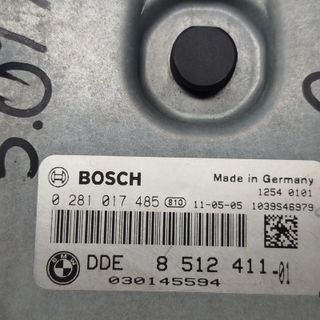 BOSCH
Made in Germany
1254 0101
0 281 017 485 810 11-05-05 1039S46979
BMW
DDE 8 512 411-01
030145594